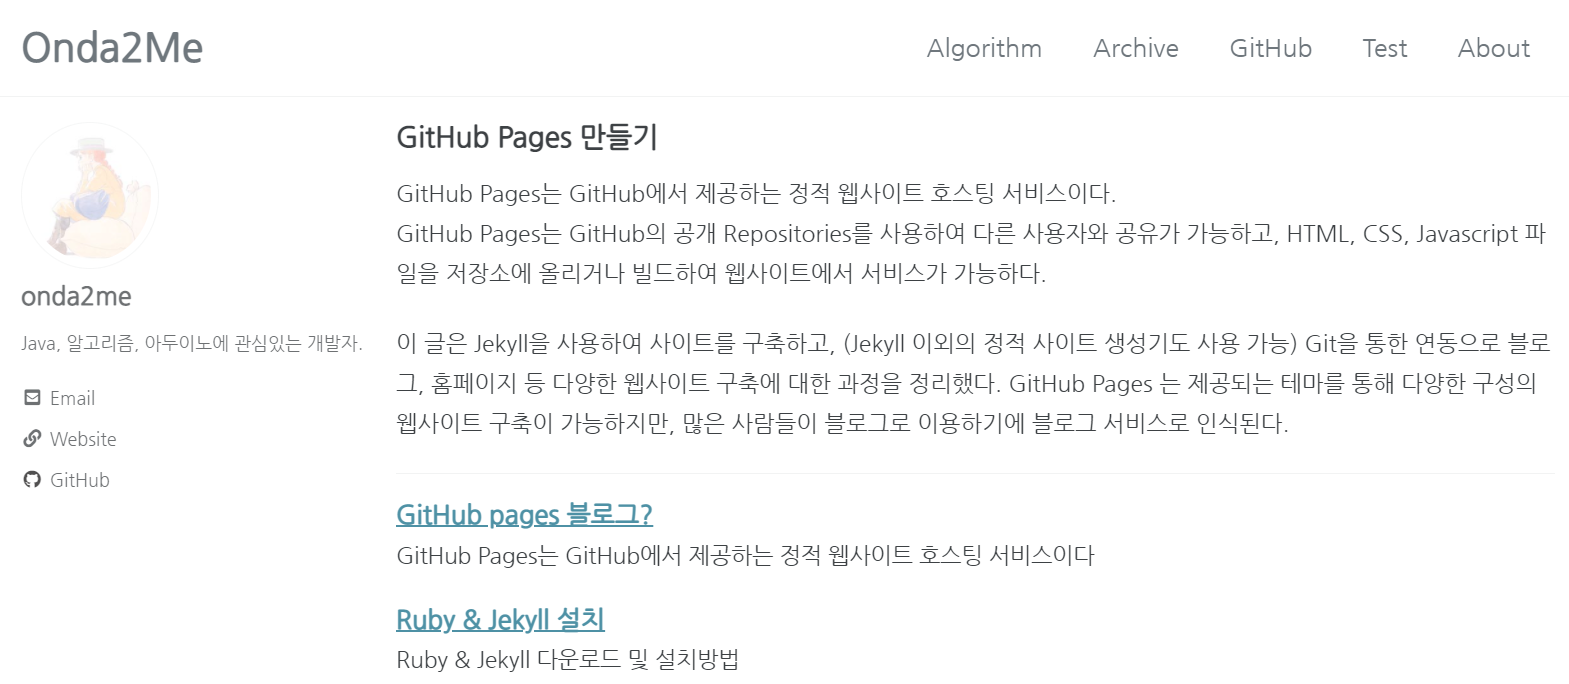 Onda2Me
Algorithm Archive GitHub Test About
onda2me
Java, 알고리즘, 아두이노에 관심있는 개발자.
Email
Website
GitHub
GitHub Pages 만들기
GitHub Pages는 GitHub에서 제공하는 정적 웹사이트 호스팅 서비스이다.
GitHub Pages는 GitHub의 공개 Repositories를 사용하여 다른 사용자와 공유가 가능하고, HTML, CSS, Javascript 파
일을 저장소에 올리거나 빌드하여 웹사이트에서 서비스가 가능하다.
이 글은 Jekyll을 사용하여 사이트를 구축하고, (Jekyll 이외의 정적 사이트 생성기도 사용 가능) Git을 통한 연동으로 블로
그, 홈페이지 등 다양한 웹사이트 구축에 대한 과정을 정리했다. GitHub Pages 는 제공되는 테마를 통해 다양한 구성의
웹사이트 구축이 가능하지만, 많은 사람들이 블로그로 이용하기에 블로그 서비스로 인식된다.
GitHub pages 블로그?
GitHub Pages는 GitHub에서 제공하는 정적 웹사이트 호스팅 서비스이다
Ruby & Jekyll 설치
Ruby & Jekyll 다운로드 및 설치방법